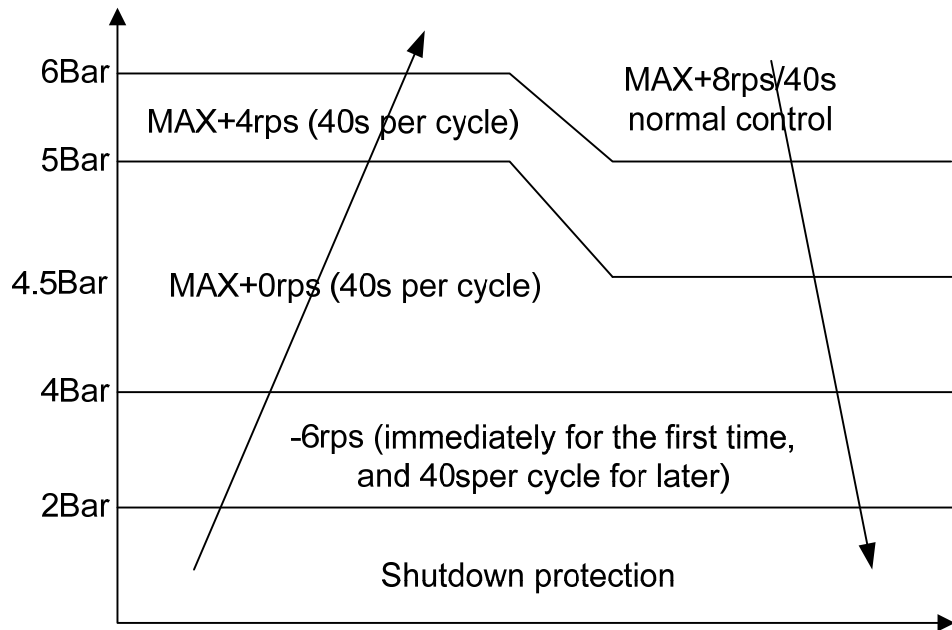 6Bar
MAX+8rps/40s
normal control
MAX+4rps (40s per cycle)
5Bar
4.5Bar
MAX+0rps (40s per cycle)
4Bar
-6rps (immediately for the first time,
and 40sper cycle for later)
2Bar
Shutdown protection